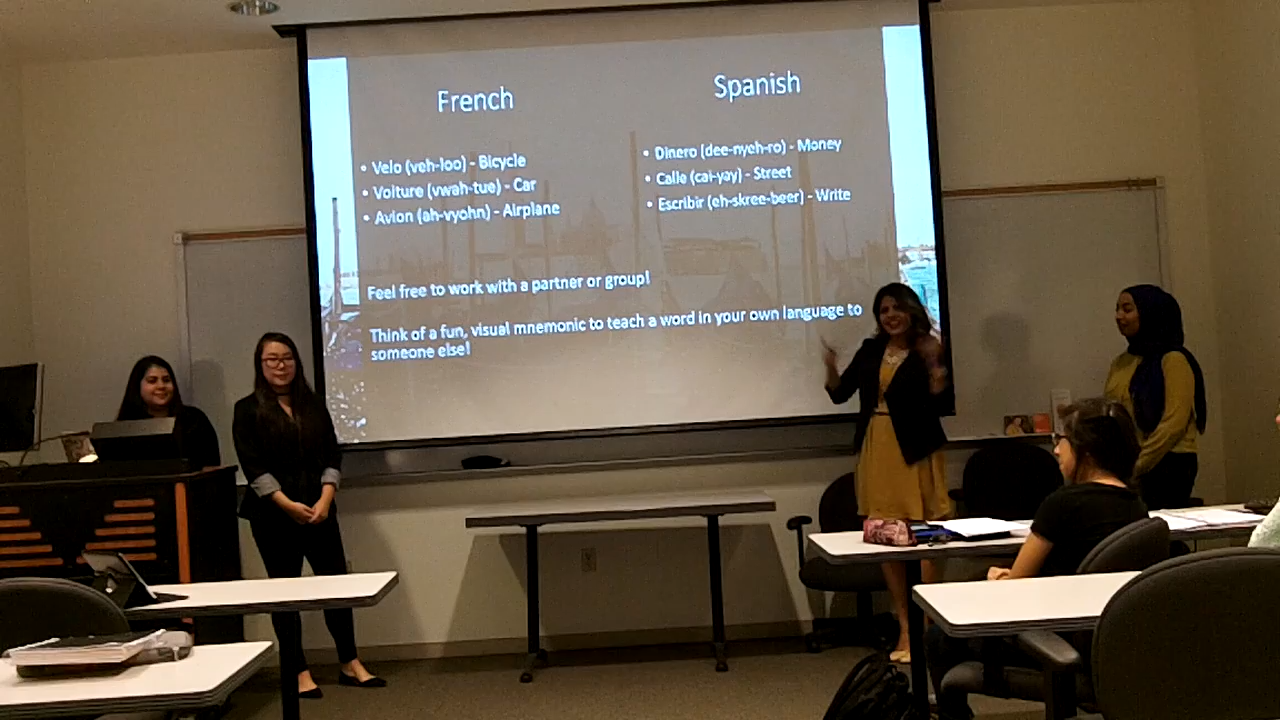 French
• Velo (veh-loo) - Bicycle
• Voiture (vwah-tue) - Car
• Avion (ah-vyohn) - Airplane
Spanish
• Dinero (dee-nyeh-ro) - Money
• Calle (cai-yay) - Street
• Escribir (eh-skree-beer) - Write
Feel free to work with a partner or group!
Think of a fun, visual mnemonic to teach a word in your own language to
someone else!